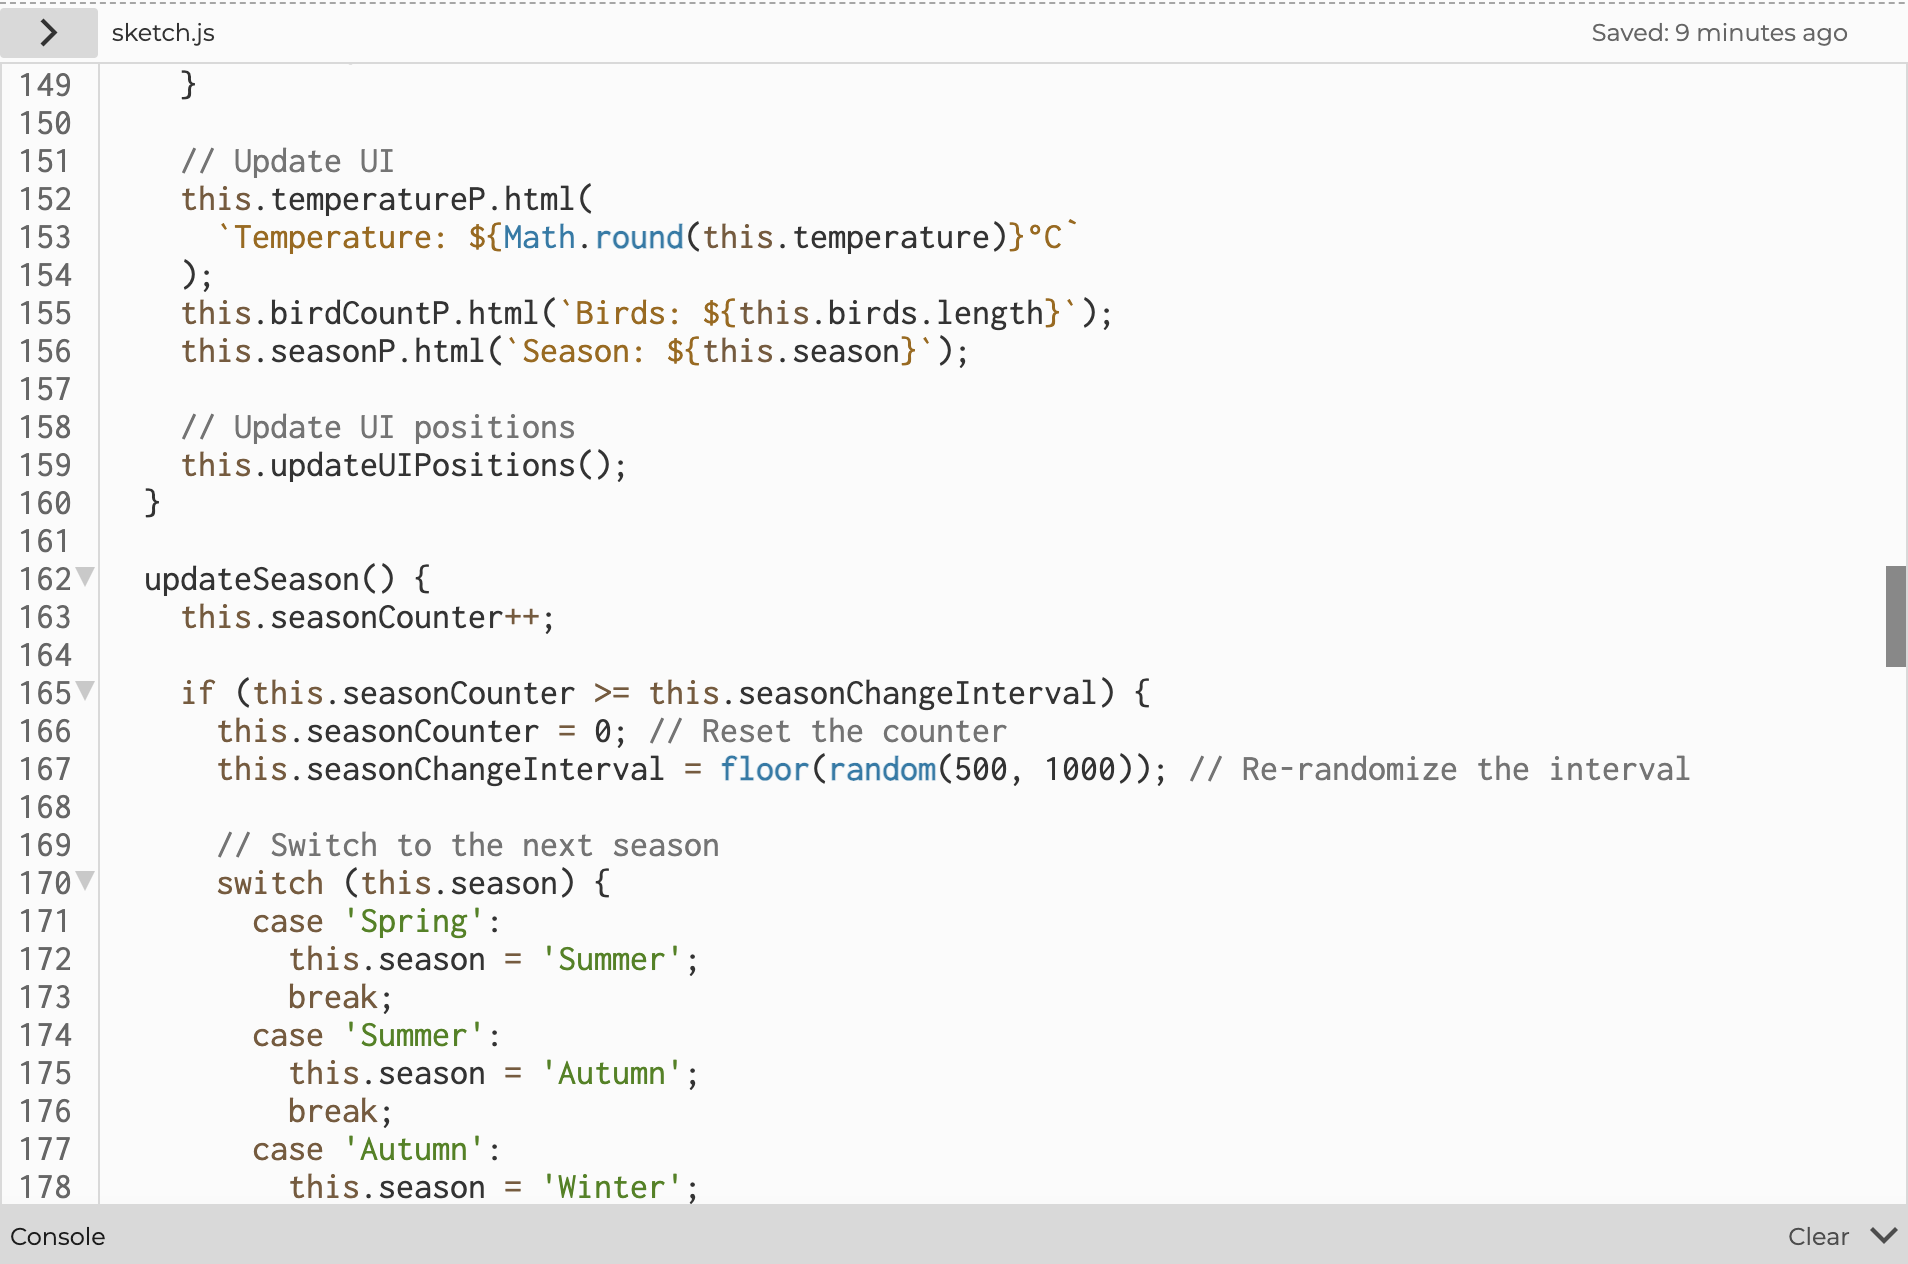 sketch.js
Saved: 9 minutes ago
149 }
150
151 // Update UI
152 this.temperatureP.html(
153 `Temperature: ${Math.round(this.temperature)}°C`
154 );
155 this.birdCountP.html(`Birds: ${this.birds.length}`);
156 this.seasonP.html(`Season: ${this.season}`);
157
158 // Update UI positions
159 this.updateUIPositions();
160 }
161
162 updateSeason() {
163 this.seasonCounter++;
164
165 if (this.seasonCounter >= this.seasonChangeInterval) {
166 this.seasonCounter = 0; // Reset the counter
167 this.seasonChangeInterval = floor(random(500, 1000)); // Re-randomize the interval
168
169 // Switch to the next season
170 switch (this.season) {
171 case 'Spring':
172 this.season = 'Summer';
173 break;
174 case 'Summer':
175 this.season = 'Autumn';
176 break;
177 case 'Autumn':
178 this.season = 'Winter';
Console
Clear